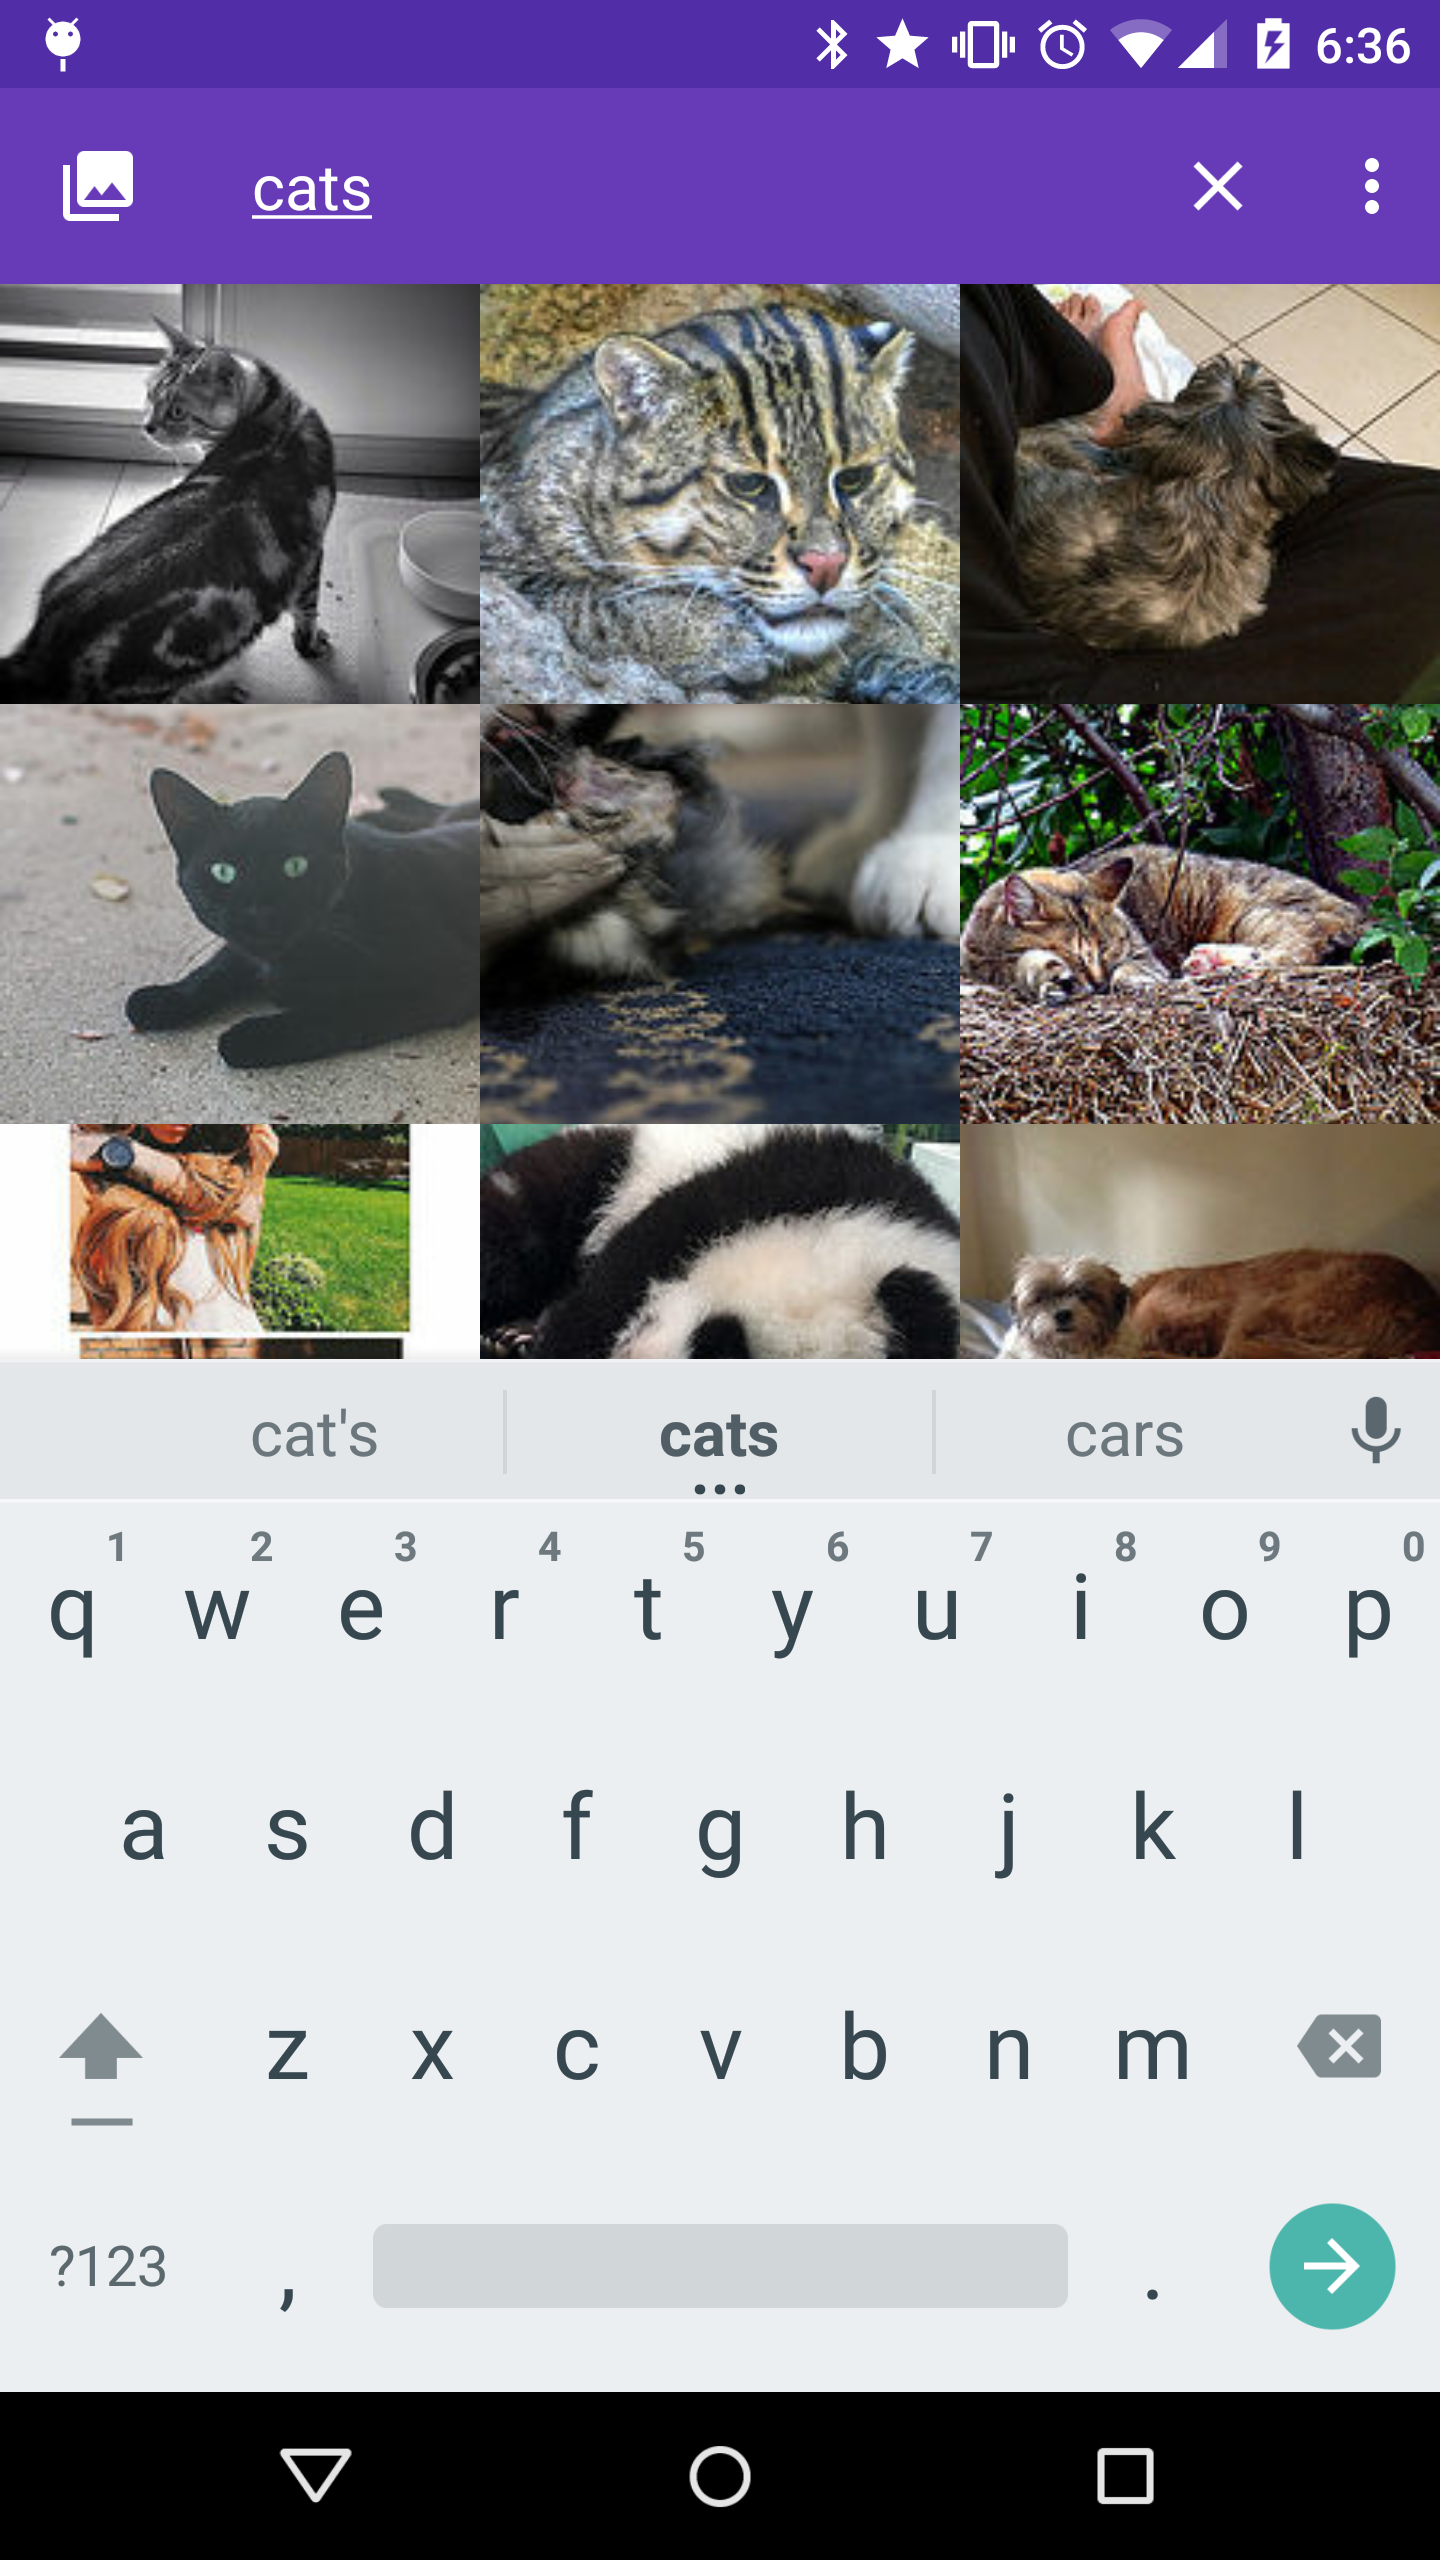 6:36
cats
cat's cats cars
1 2 3 4 5 6 7 8 9 0
q w e r t y u i o p
a s d f g h j k l
z x c v b n m
?123 , .